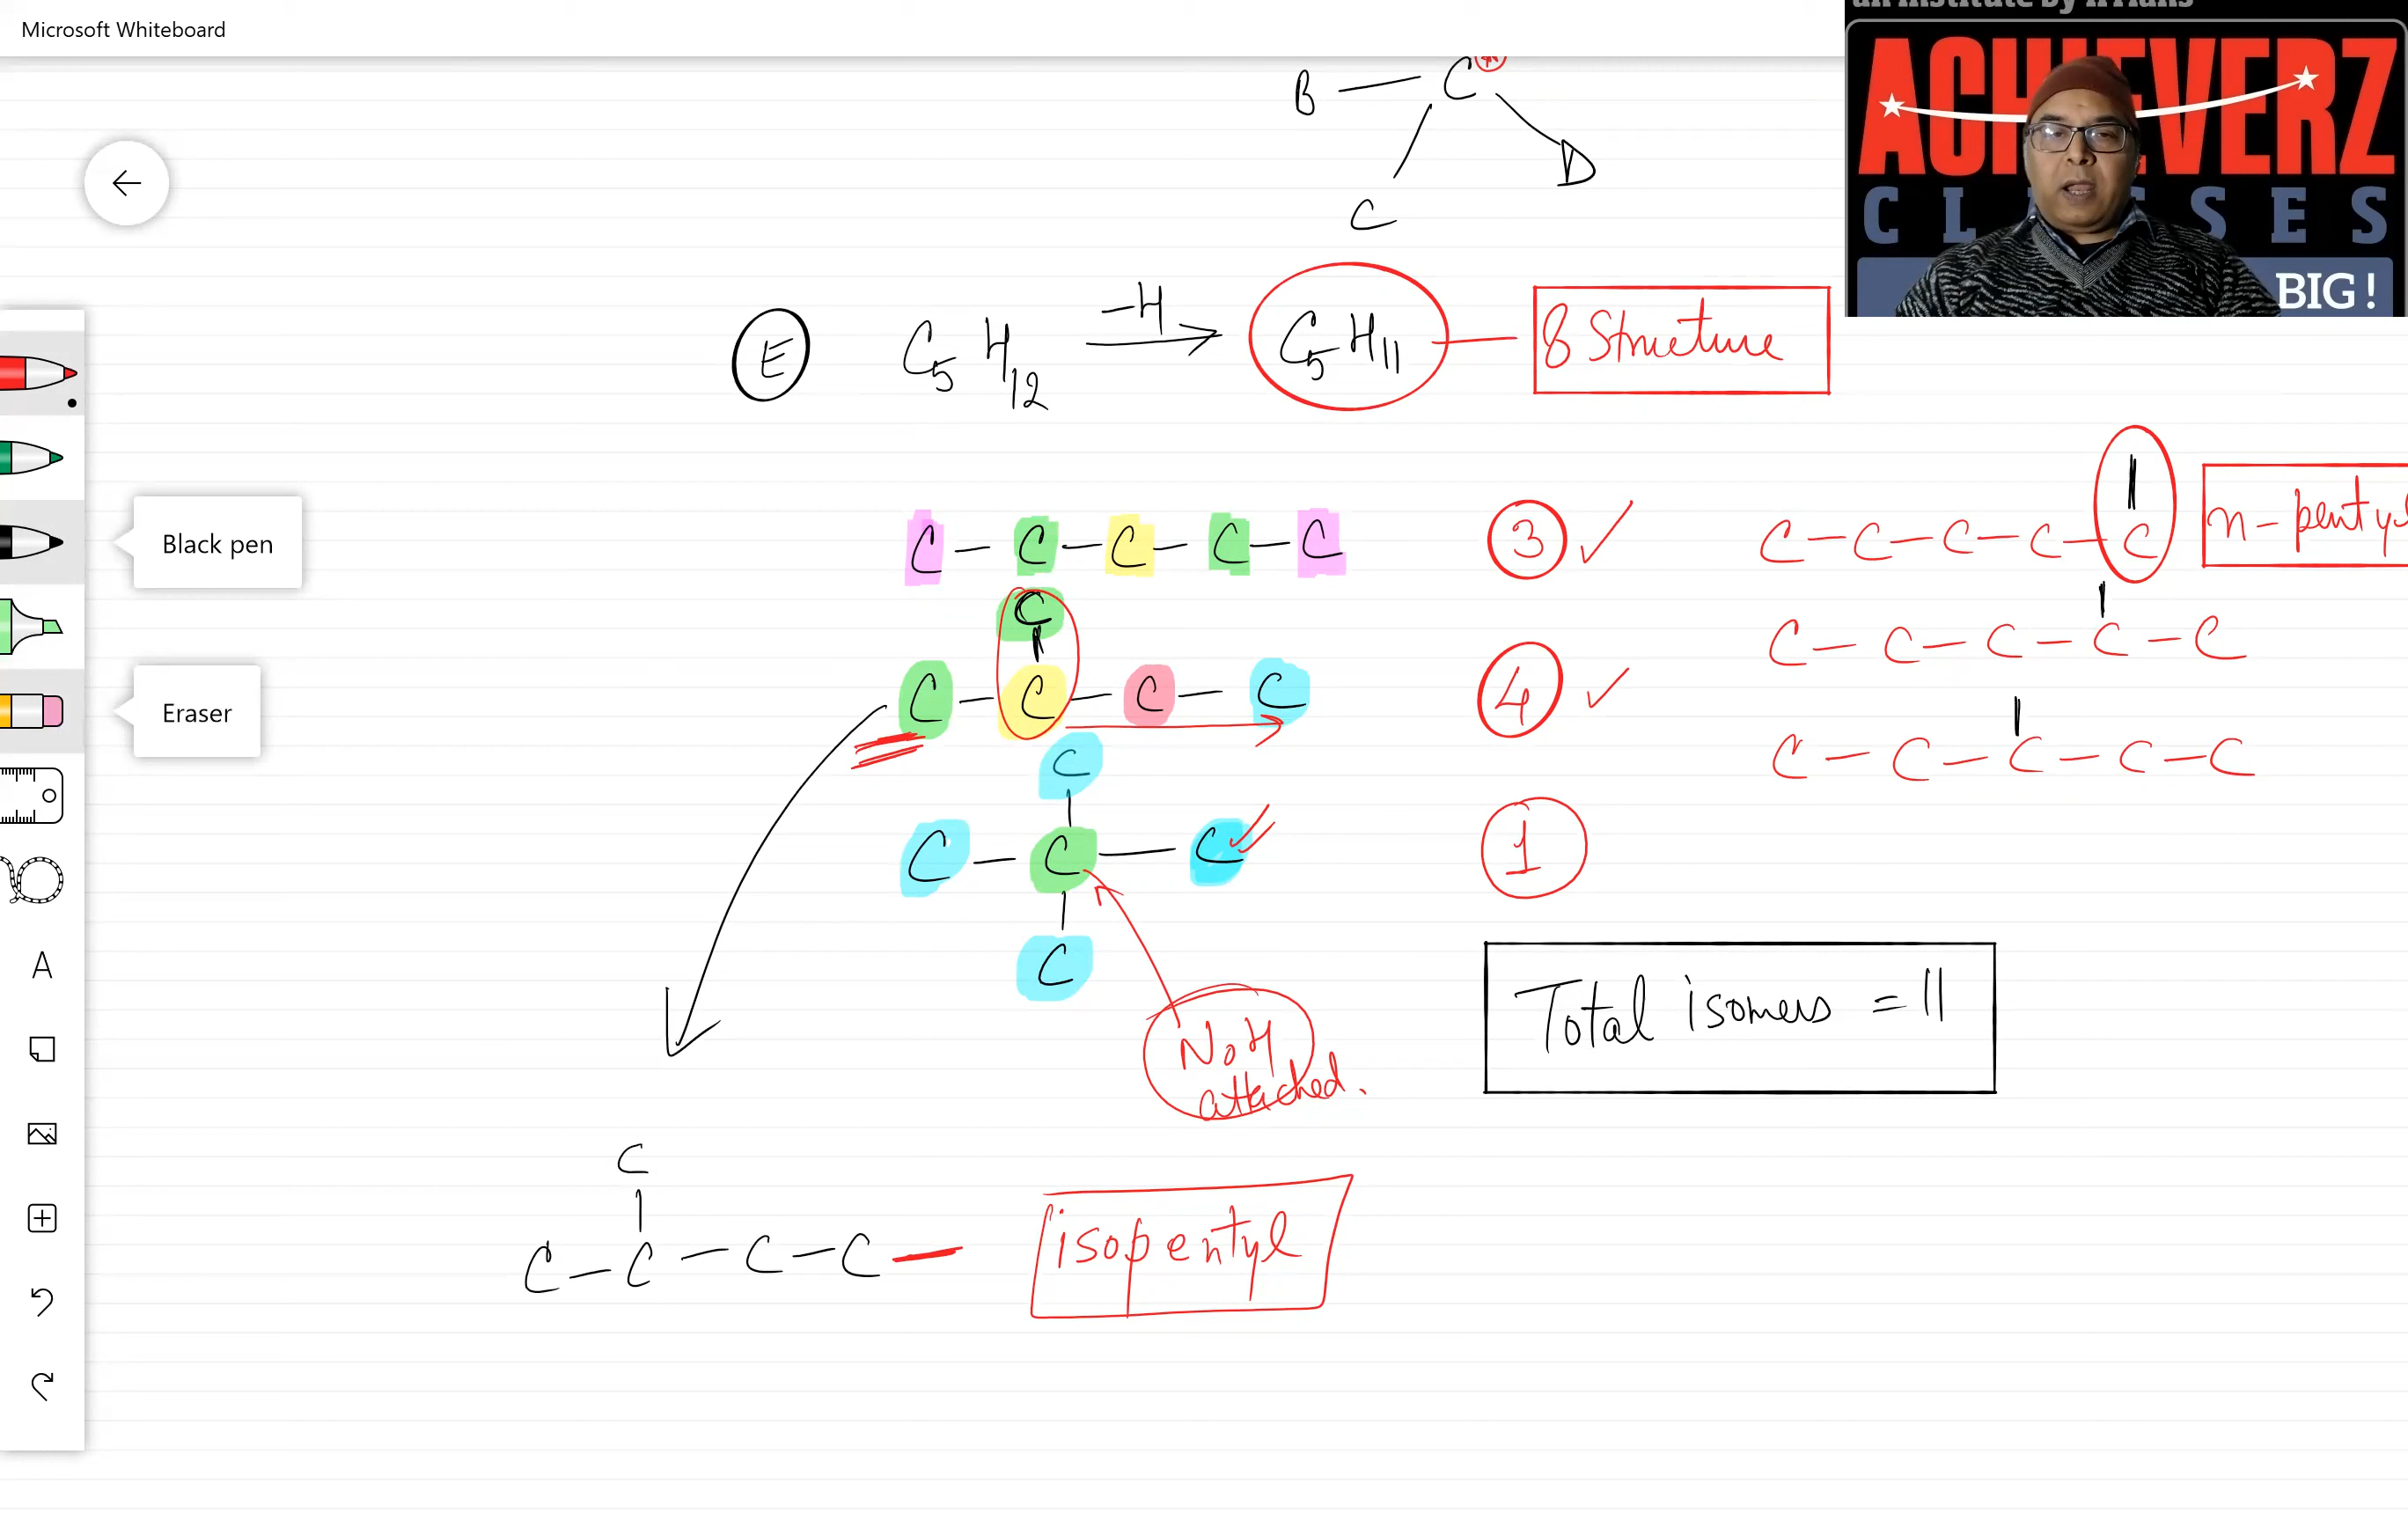 Microsoft Whiteboard
ACHIEVERZ
BIG !
B — C
C D
E C5 H12 —H→ C5 H11 — 8 Structure
Black pen
C — C — C — C — C 3 ✓
C — C — C — C — C n - pentyl
C
C — C — C — C 4 ✓
C — C — C — C — C
C — C — C — C — C
Eraser
C
C — C — C 1
C
No H
attached.
Total isomers = 11
C
C — C — C — C — isopentyl